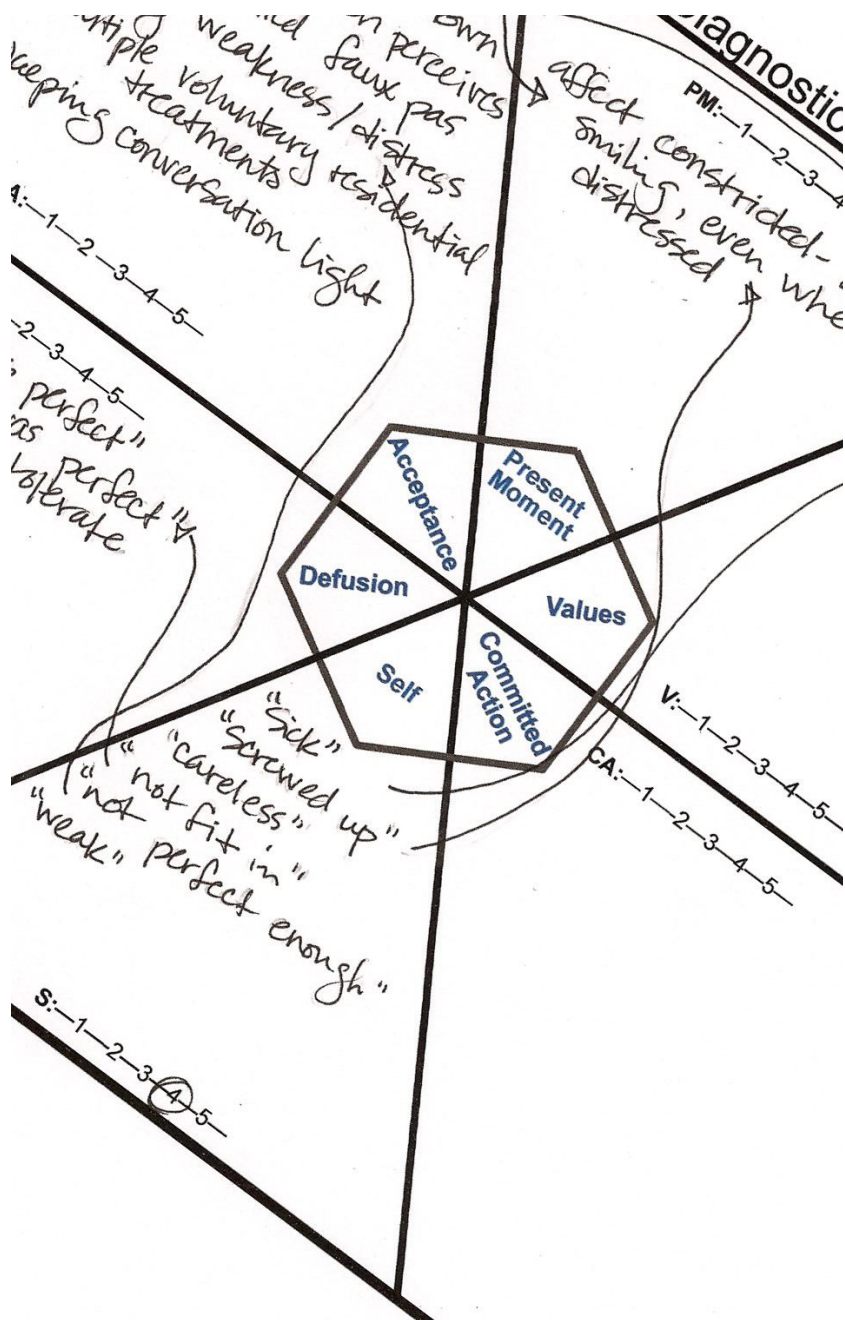 own
perceives
faux pas
weakness/distress
voluntary residential
treatments
conversation light
A:—1—2—3—4—5—
Diagnostic
PM:—1—2—3—4
affect constricted-
smiling, even
distressed
2—3—4—5—
perfect"
perfect"
tolerate
Acceptance
Present
Moment
Defusion
Values
Self
Committed
Action
"sick"
"screwed up"
"careless"
"not fit in"
"not perfect enough"
"weak"
V:—1—2—3—4—5—
CA:—1—2—3—4—5—
S:—1—2—3—4—5—